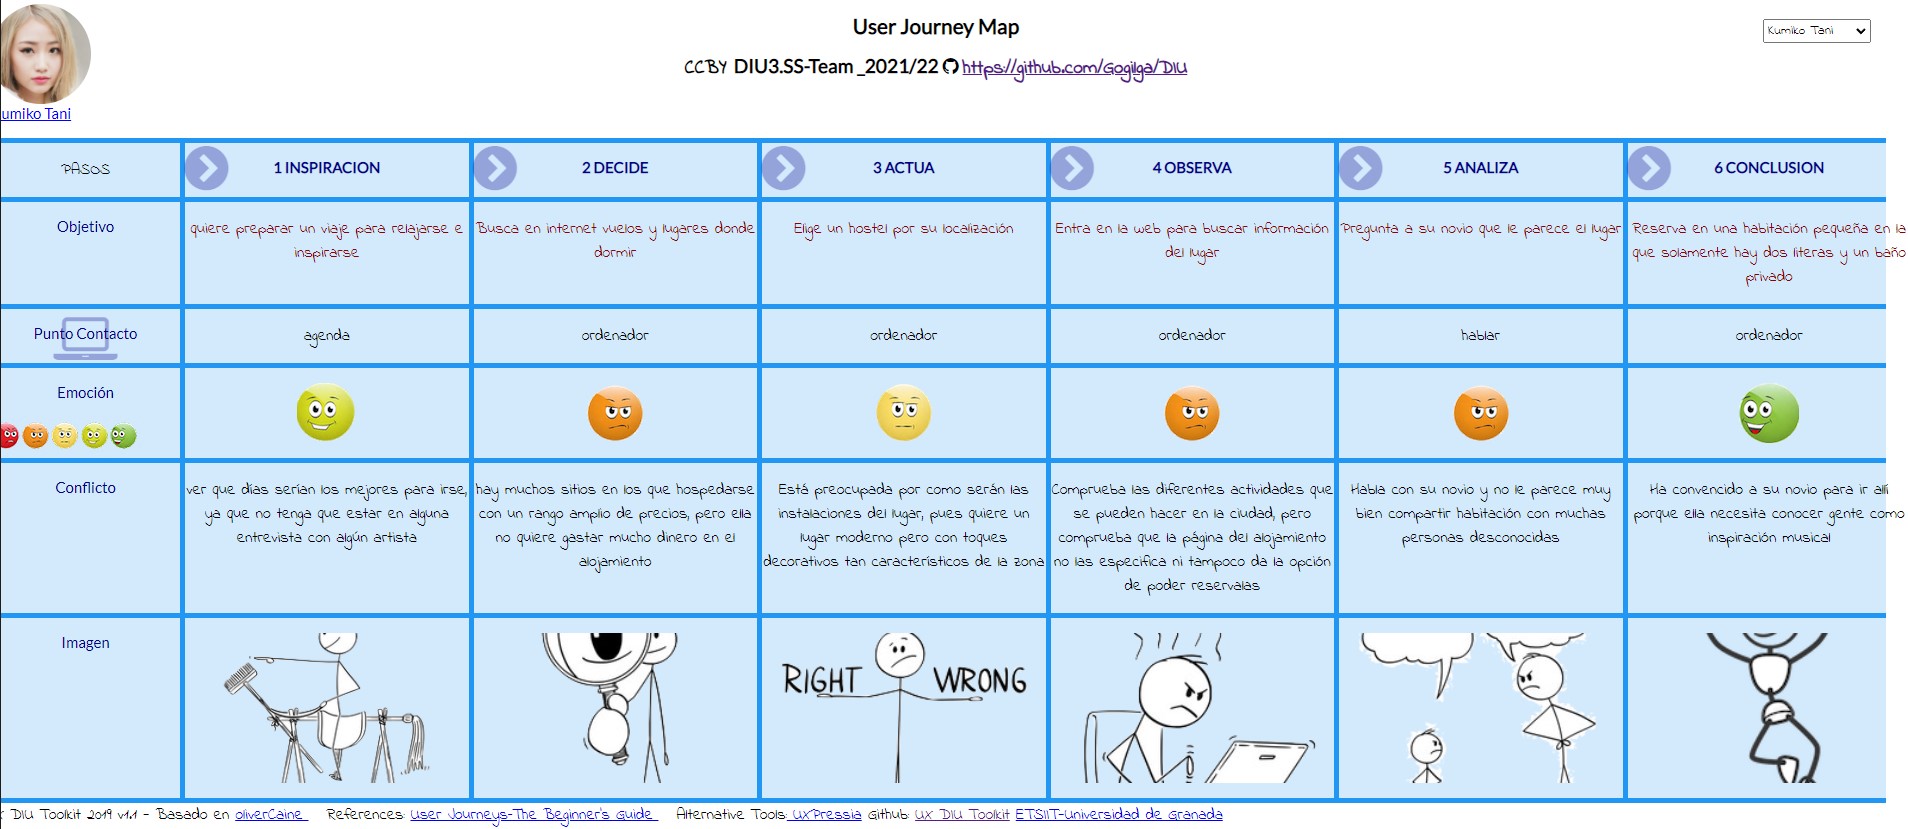 User Journey Map
Kumiko Tani
CCBY DIU3.SS-Team _2021/22 https://github.com/Gogilga/DIU
umiko Tani
PASOS
1 INSPIRACION
2 DECIDE
3 ACTUA
4 OBSERVA
5 ANALIZA
6 CONCLUSION
Objetivo
quiere preparar un viaje para relajarse e
inspirarse
Busca en internet vuelos y lugares donde
dormir
Elige un hostel por su localización
Entra en la web para buscar información
del lugar
Pregunta a su novio que le parece el lugar
Reserva en una habitación pequeña en la
que solamente hay dos literas y un baño
privado
Punto Contacto
agenda
ordenador
ordenador
ordenador
hablar
ordenador
Emoción
Conflicto
ver que días serían los mejores para irse,
ya que no tenga que estar en alguna
entrevista con algún artista
hay muchos sitios en los que hospedarse
con un rango amplio de precios, pero ella
no quiere gastar mucho dinero en el
alojamiento
Está preocupada por como serán las
instalaciones del lugar, pues quiere un
lugar moderno pero con toques
decorativos tan característicos de la zona
Comprueba las diferentes actividades que
se pueden hacer en la ciudad, pero
comprueba que la página del alojamiento
no las especifica ni tampoco da la opción
de poder reservalas
Habla con su novio y no le parece muy
bien compartir habitación con muchas
personas desconocidas
Ha convencido a su novio para ir allí
porque ella necesita conocer gente como
inspiración musical
Imagen
RIGHT WRONG
DIU Toolkit 2019 v1.1 - Basado en oliverCaine References: User Journeys-The Beginner's Guide Alternative Tools: UXPressia Github: UX DIU Toolkit ETSIIT-Universidad de Granada